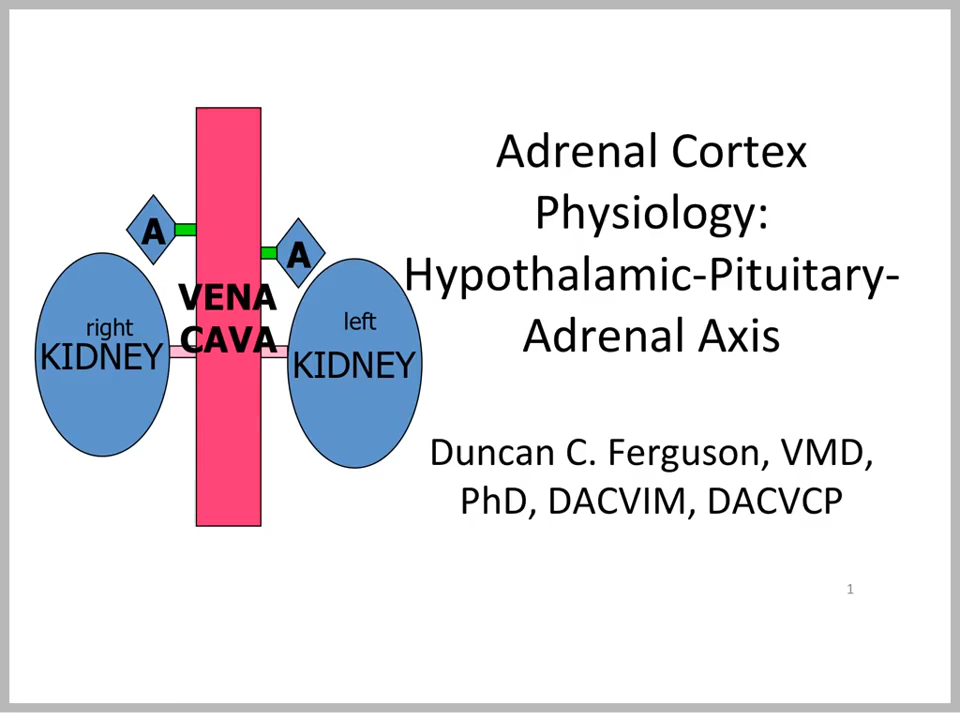 Adrenal Cortex
Physiology:
Hypothalamic-Pituitary-
Adrenal Axis
Duncan C. Ferguson, VMD,
PhD, DACVIM, DACVCP
A
A
VENA
CAVA
right
KIDNEY
left
KIDNEY
1